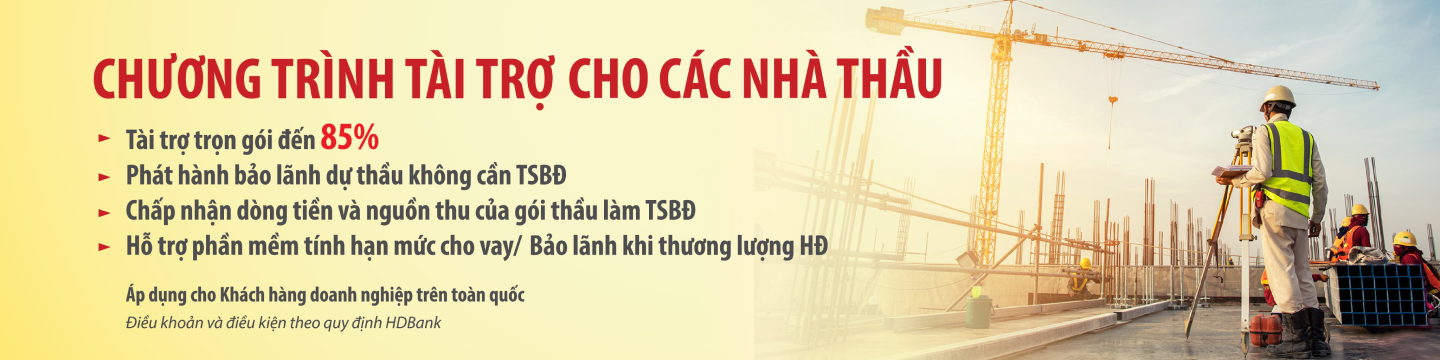 CHƯƠNG TRÌNH TÀI TRỢ CHO CÁC NHÀ THẦU
► Tài trợ trọn gói đến 85%
► Phát hành bảo lãnh dự thầu không cần TSBĐ
► Chấp nhận dòng tiền và nguồn thu của gói thầu làm TSBĐ
► Hỗ trợ phần mềm tính hạn mức cho vay/ Bảo lãnh khi thương lượng HĐ
Áp dụng cho Khách hàng doanh nghiệp trên toàn quốc
Điều khoản và điều kiện theo quy định HDBank